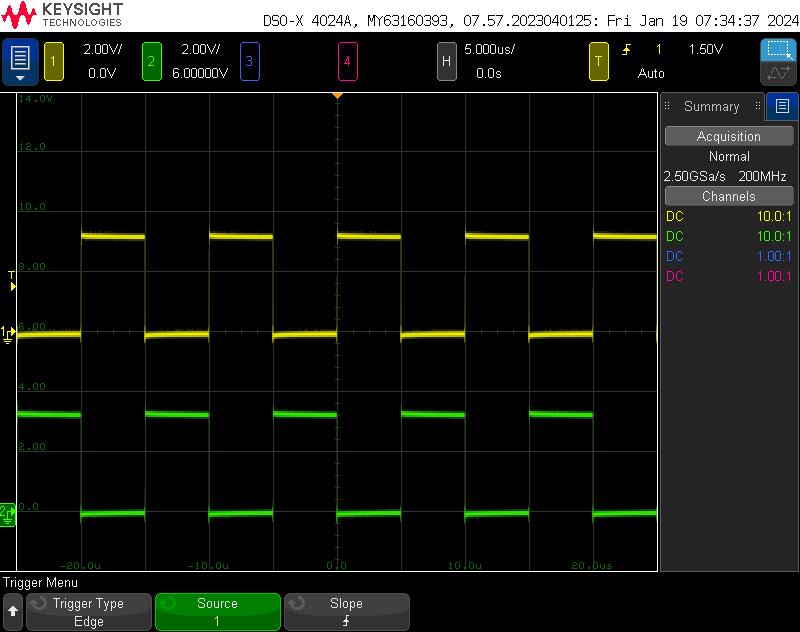 KEYSIGHT
TECHNOLOGIES
DSO-X 4024A, MY63160393, 07.57.2023040125: Fri Jan 19 07:34:37 2024
1 2.00V/ 0.0V
2 2.00V/ 6.00000V
3
4
H 5.000us/ 0.0s
T 1 1.50V
Auto
Summary
Acquisition
Normal
2.50GSa/s 200MHz
Channels
DC 10.0:1
DC 10.0:1
DC 1.00:1
DC 1.00:1
14.0V
12.0
10.0
8.00
T
6.00
1
4.00
2.00
0.0
2
-20.0u -10.0u 0.0 10.0u 20.0us
Trigger Menu
Trigger Type
Edge
Source
1
Slope